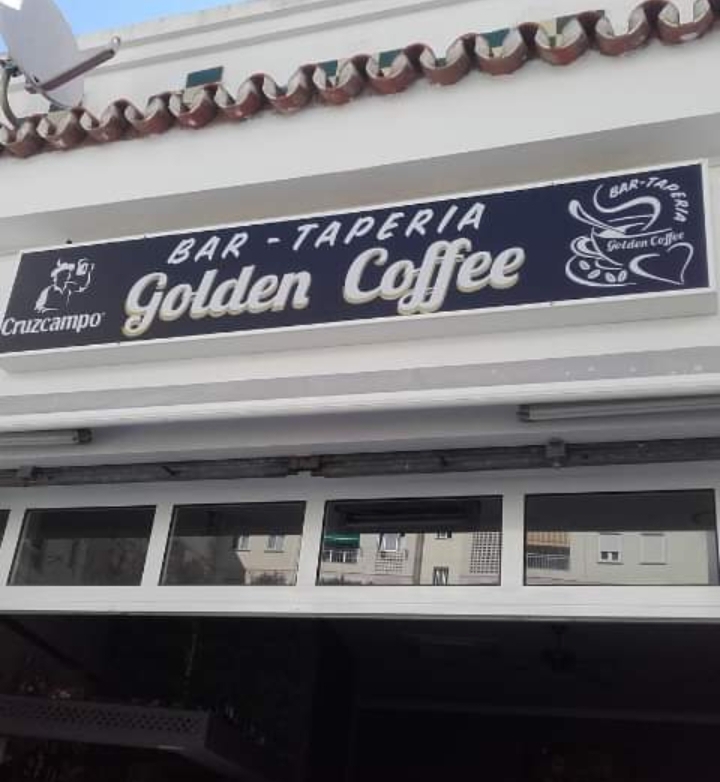 BAR - TAPERIA
Golden Coffee
Cruzcampo
BAR-TAPERIA
Golden Coffee